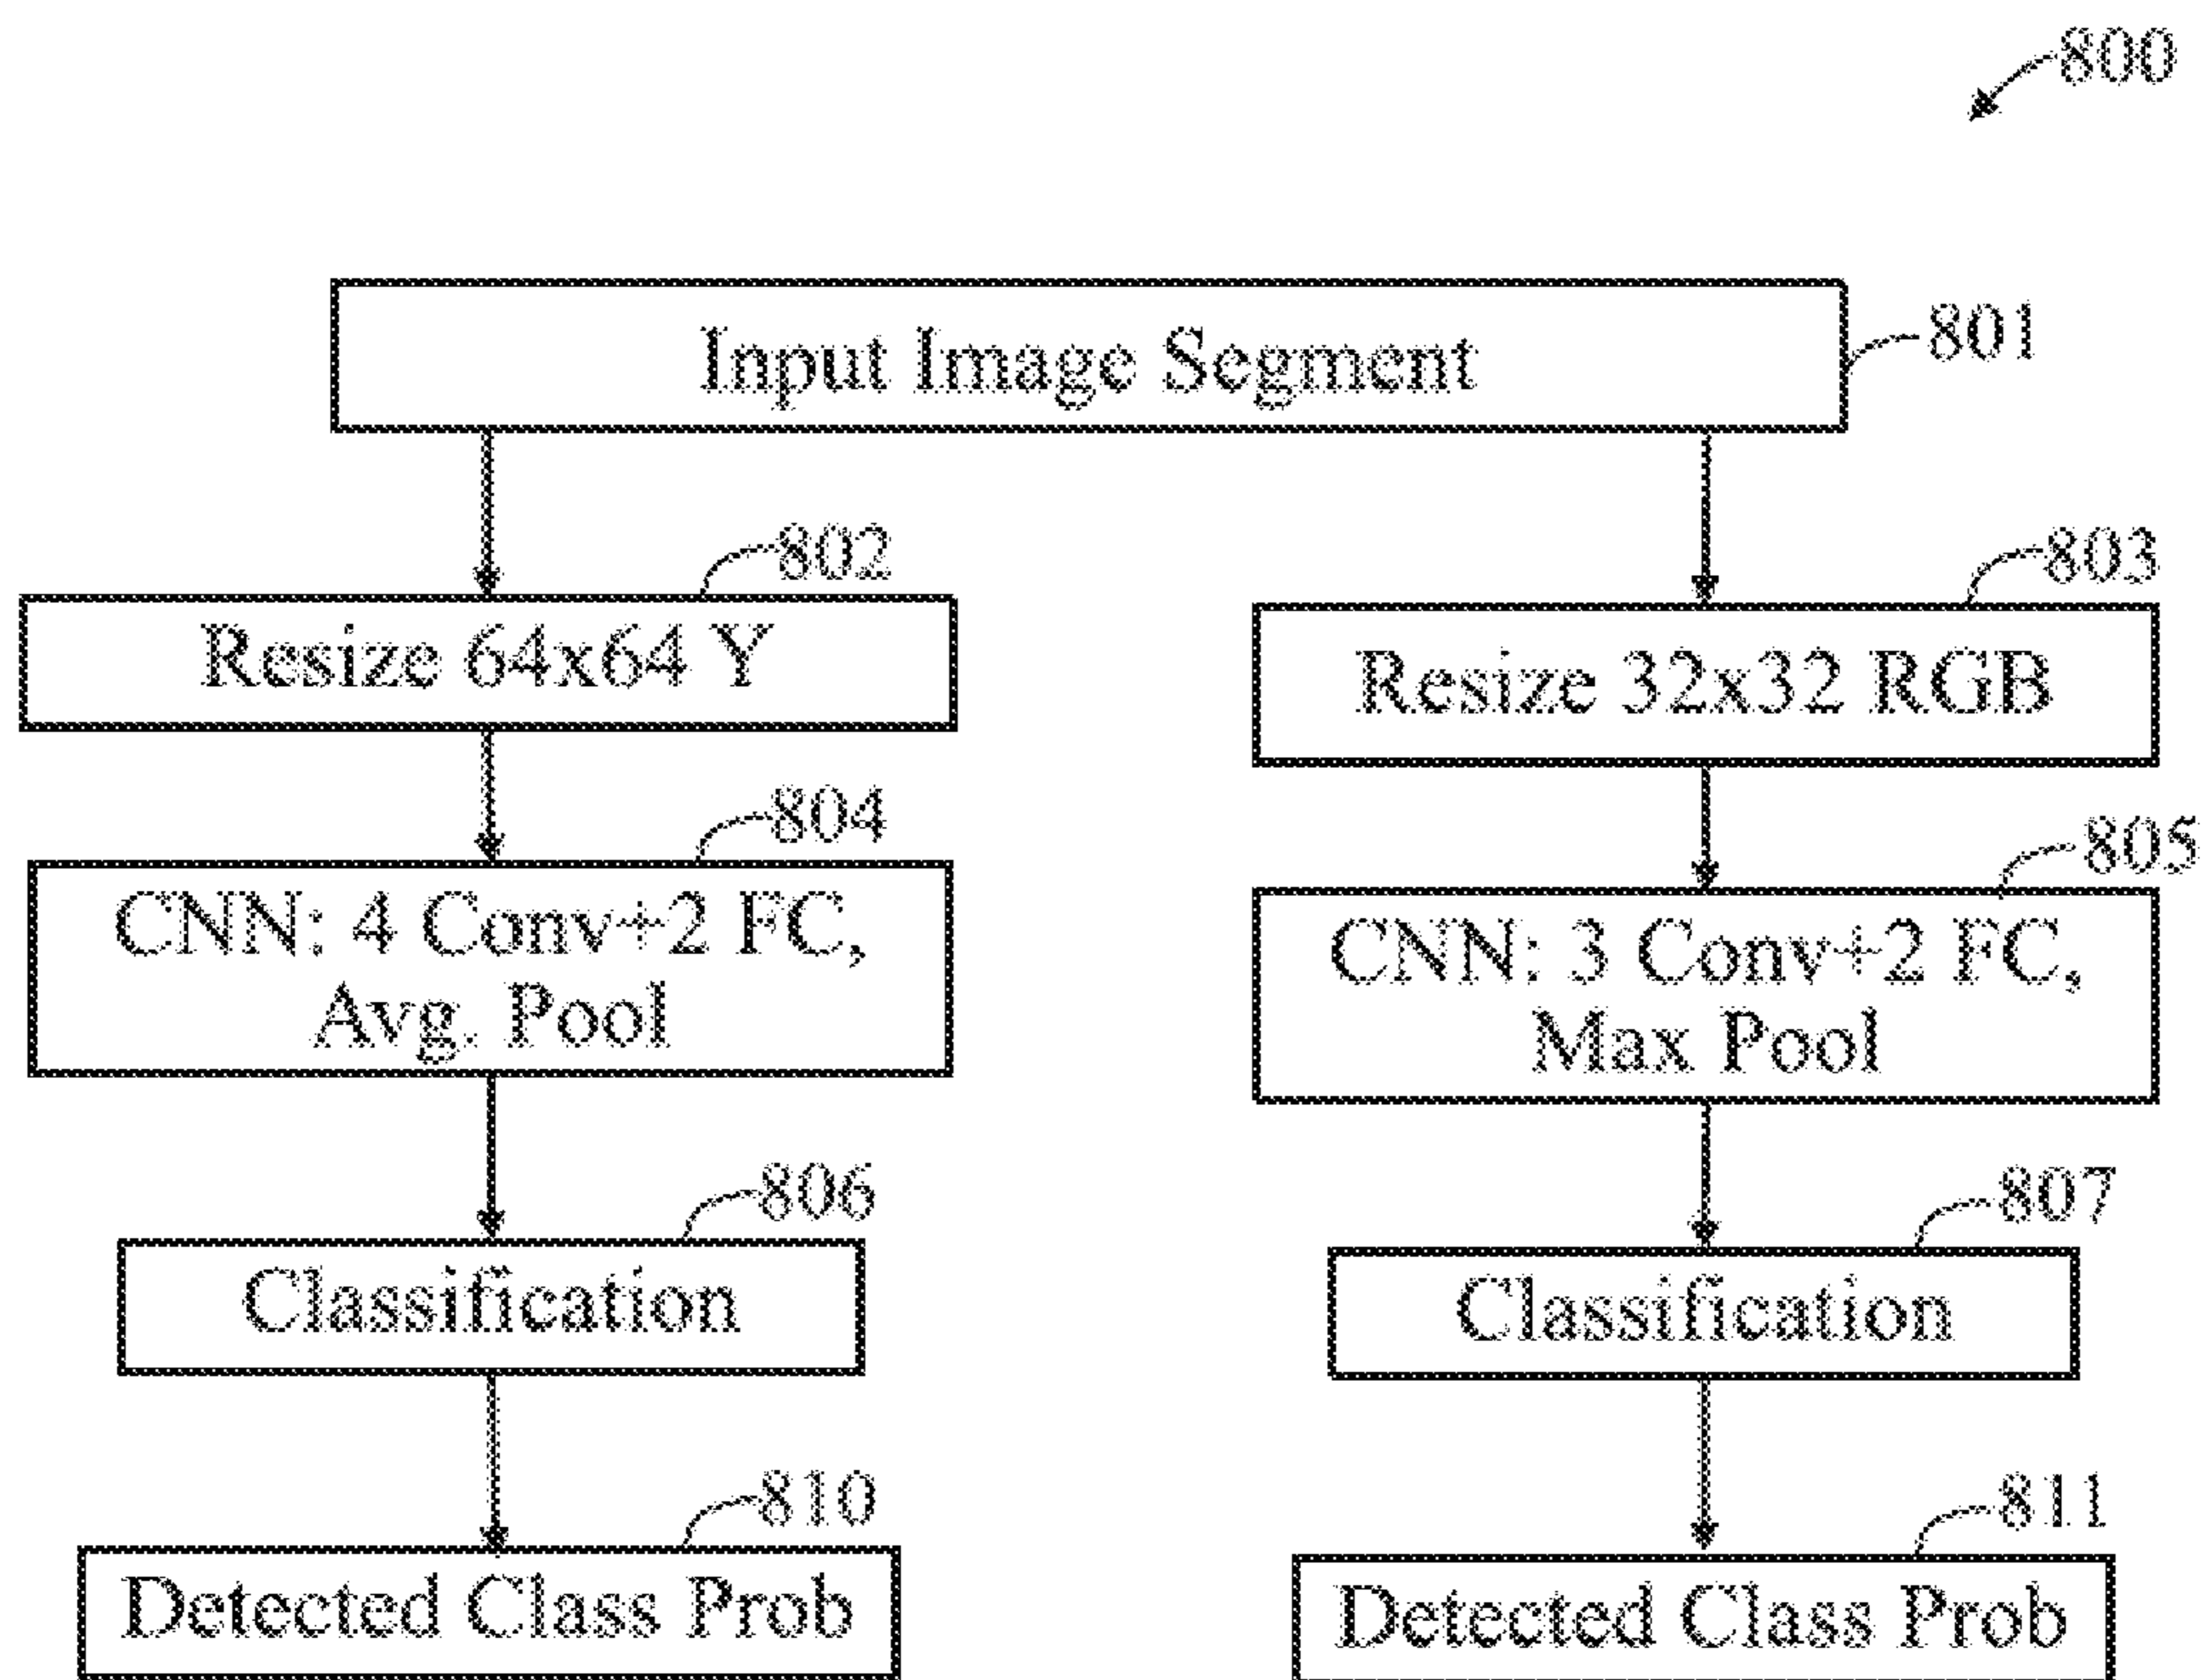 800
Input Image Segment
801
802
803
Resize 64x64 Y
Resize 32x32 RGB
804
805
CNN: 4 Conv+2 FC,
Avg. Pool
CNN: 3 Conv+2 FC,
Max Pool
806
807
Classification
Classification
810
811
Detected Class Prob
Detected Class Prob